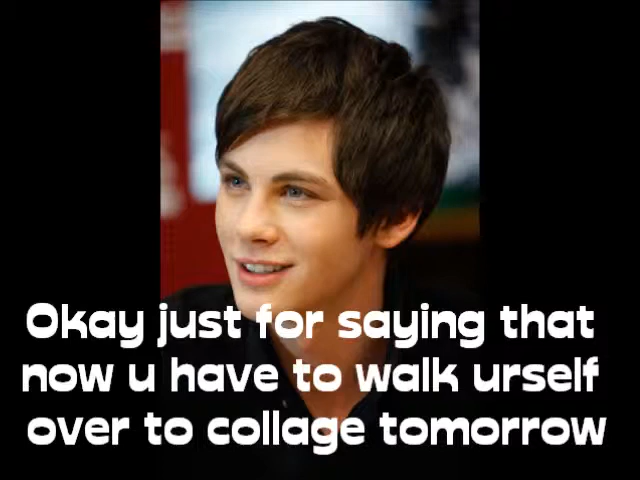 Okay just for saying that
now u have to walk urself
over to collage tomorrow